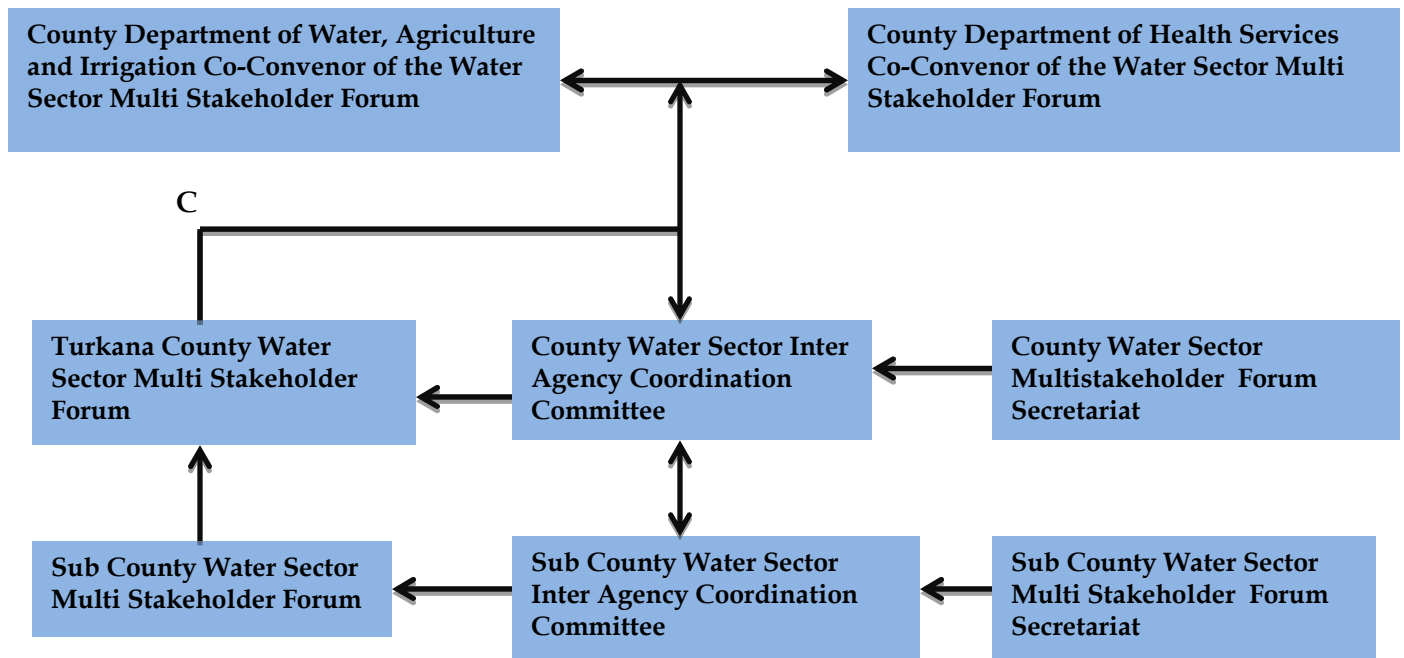 County Department of Water, Agriculture
and Irrigation Co-Convenor of the Water
Sector Multi Stakeholder Forum
County Department of Health Services
Co-Convenor of the Water Sector Multi
Stakeholder Forum
C
Turkana County Water
Sector Multi Stakeholder
Forum
County Water Sector Inter
Agency Coordination
Committee
County Water Sector
Multistakeholder Forum
Secretariat
Sub County Water Sector
Multi Stakeholder Forum
Sub County Water Sector
Inter Agency Coordination
Committee
Sub County Water Sector
Multi Stakeholder Forum
Secretariat